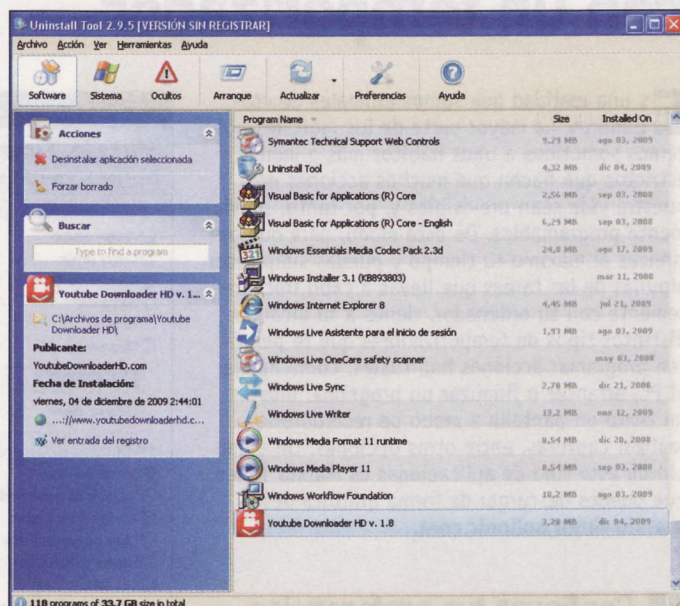 Uninstall Tool 2.9.5 [VERSIÓN SIN REGISTRAR]
Archivo Acción Ver Herramientas Ayuda
Software Sistema Ocultos Arranque Actualizar Preferencias Ayuda
Acciones
Desinstalar aplicación seleccionada
Forzar borrado
Buscar
Type to find a program
Youtube Downloader HD v. 1...
C:\Archivos de programa\Youtube
Downloader HD\
Publicante:
YoutubeDownloaderHD.com
Fecha de Instalación:
viernes, 04 de diciembre de 2009 2:44:01
...://www.youtubedownloaderhd.c...
Ver entrada del registro
Program Name Size Installed On
Symantec Technical Support Web Controls 9,29 MB ago 03, 2009
Uninstall Tool 4,32 MB dic 04, 2009
Visual Basic for Applications (R) Core 2,56 MB sep 03, 2008
Visual Basic for Applications (R) Core - English 6,29 MB sep 03, 2008
Windows Essentials Media Codec Pack 2.3d 24,8 MB ago 17, 2009
Windows Installer 3.1 (KB893803) mar 11, 2008
Windows Internet Explorer 8 4,45 MB jul 21, 2009
Windows Live Asistente para el inicio de sesión 1,93 MB ago 03, 2009
Windows Live OneCare safety scanner may 03, 2008
Windows Live Sync 2,78 MB dic 21, 2008
Windows Live Writer 13,2 MB ene 12, 2009
Windows Media Format 11 runtime 8,54 MB dic 20, 2008
Windows Media Player 11 8,54 MB sep 03, 2008
Windows Workflow Foundation 18,2 MB ago 03, 2009
Youtube Downloader HD v. 1.8 3,20 MB dic 04, 2009
118 programs of 33,7 GB size in total